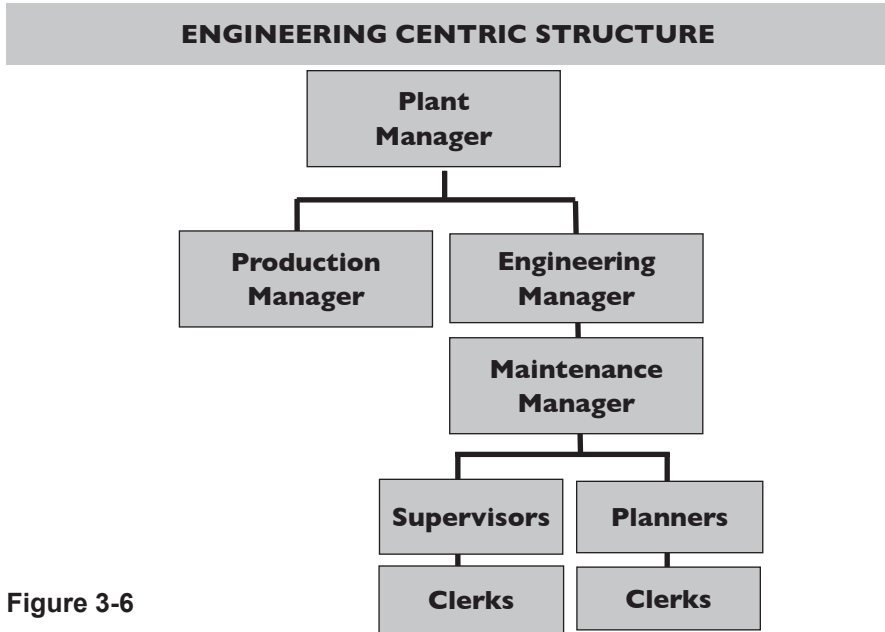 ENGINEERING CENTRIC STRUCTURE
Plant
Manager
Production
Manager
Engineering
Manager
Maintenance
Manager
Supervisors
Planners
Clerks
Clerks
Figure 3-6